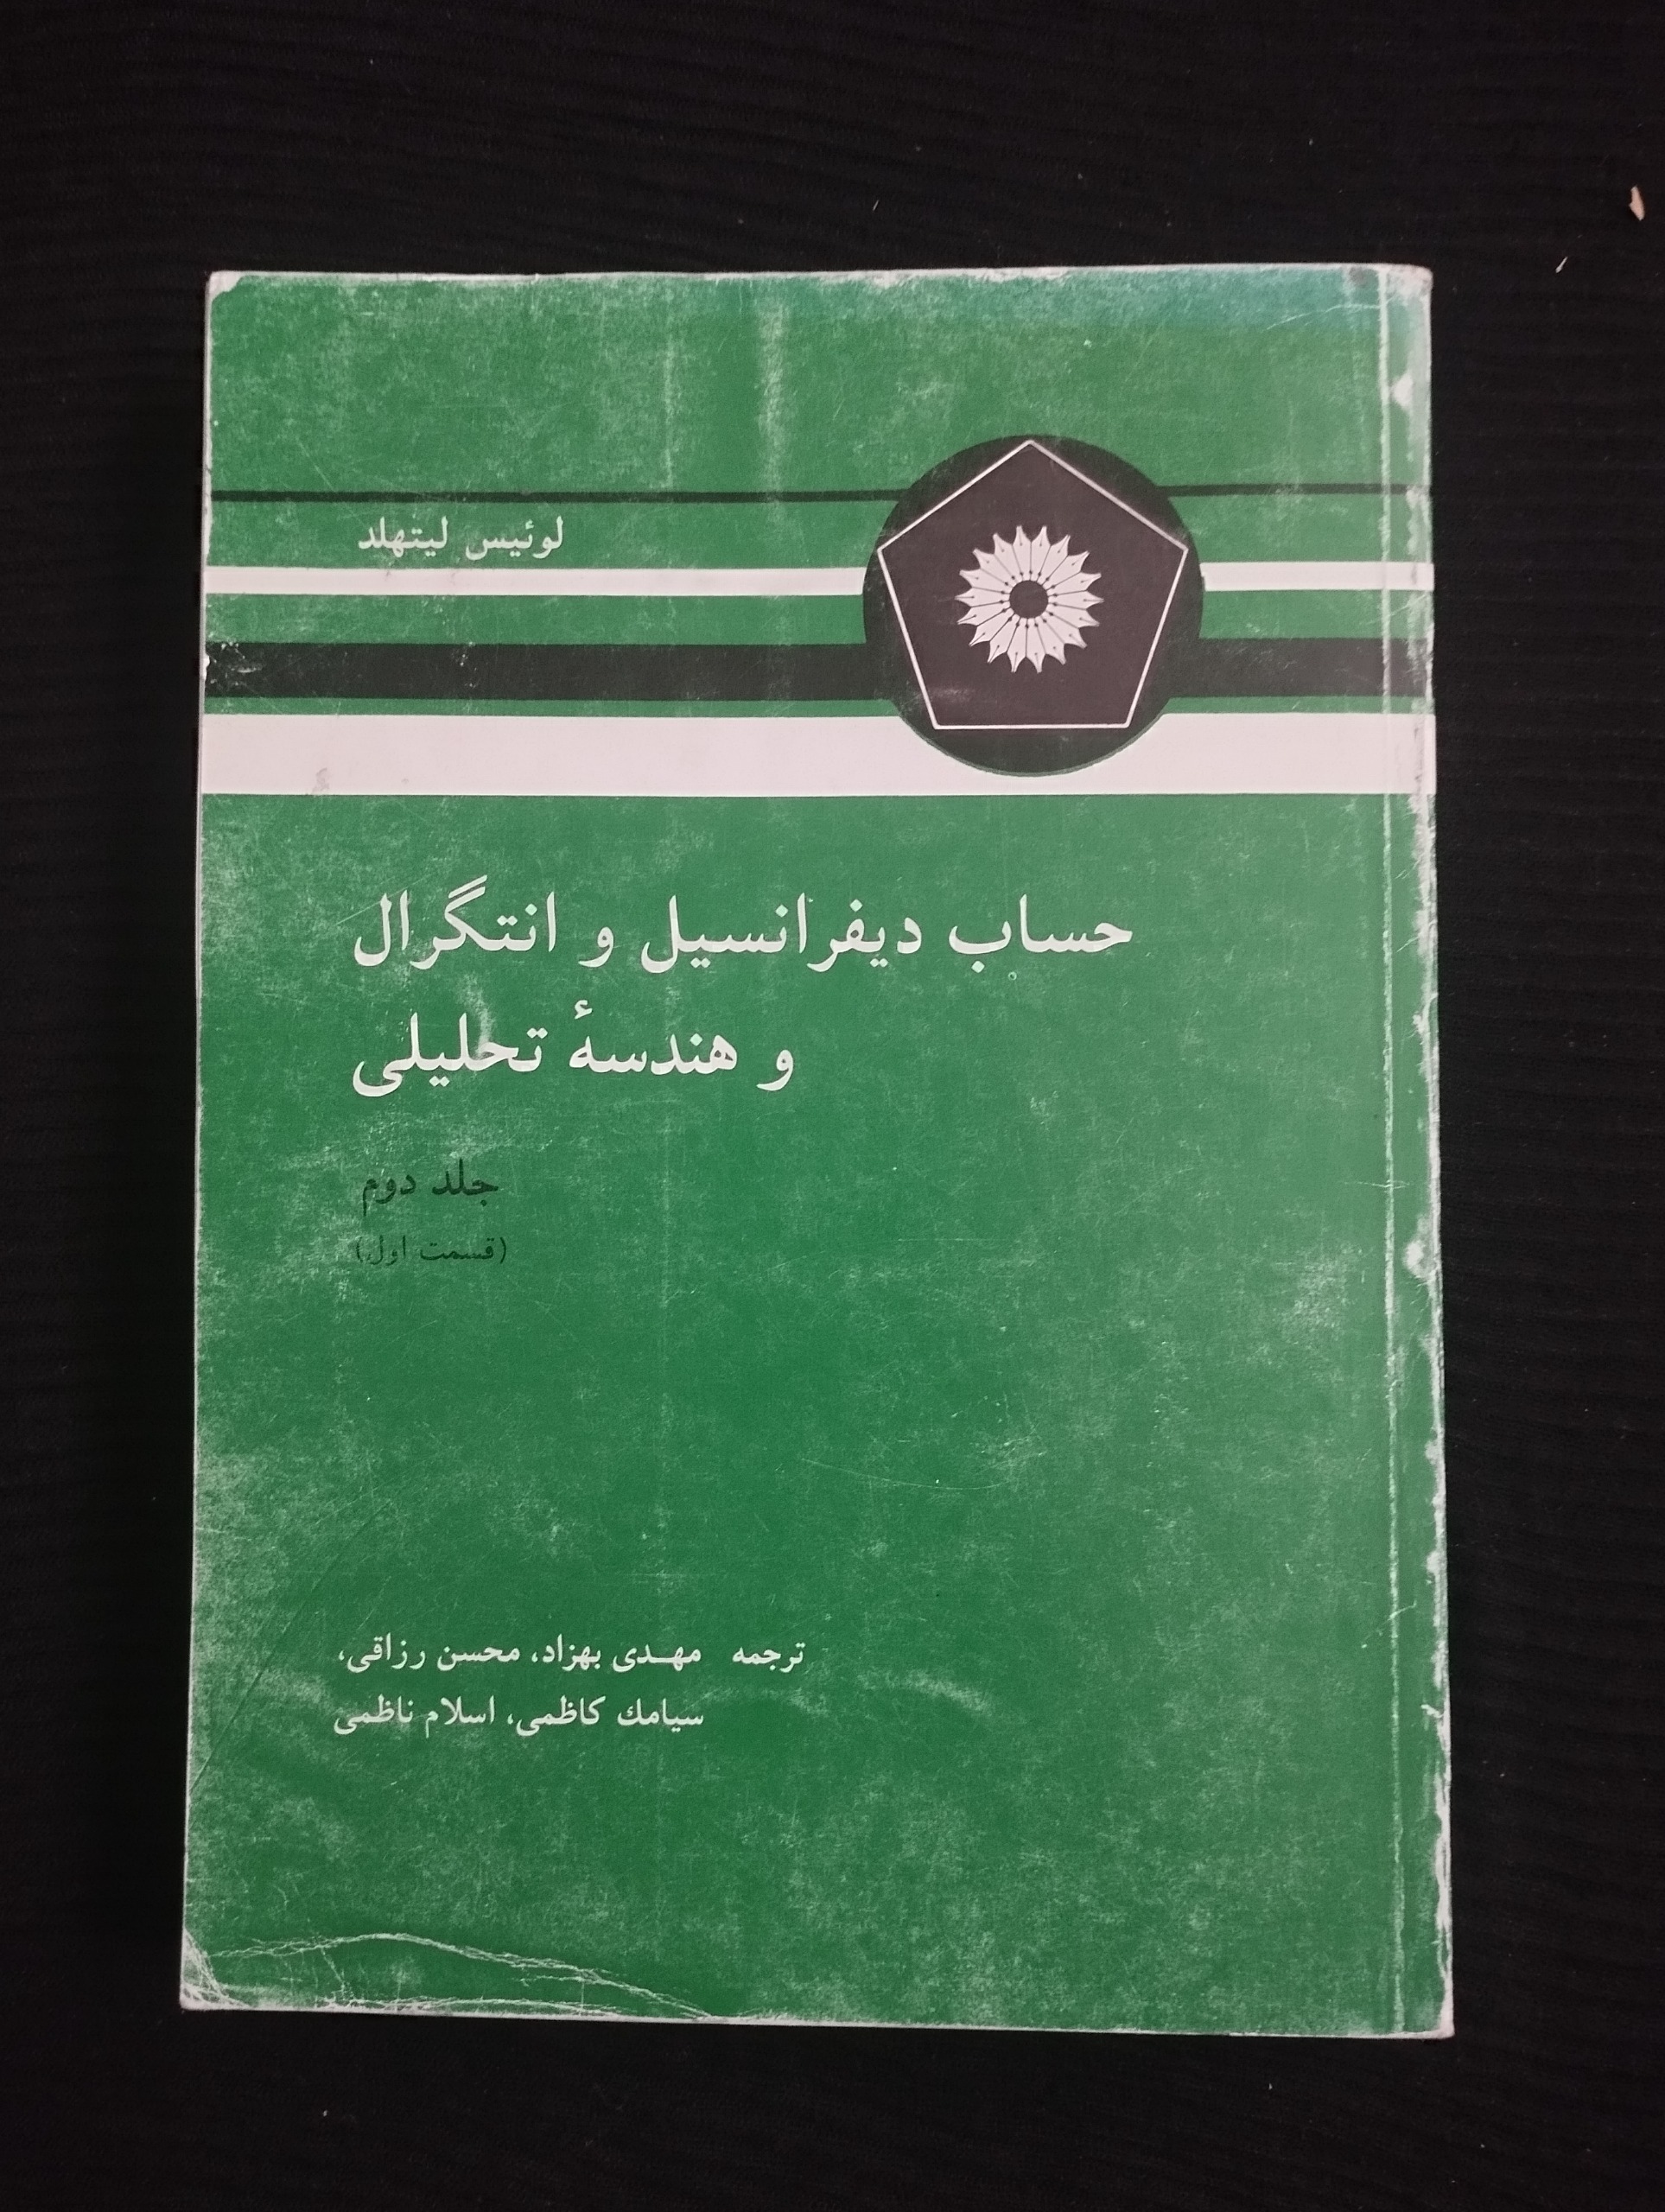 لوئیس لیتهلد
حساب دیفرانسیل و انتگرال
و هندسهٔ تحلیلی
جلد دوم
(قسمت اول)
ترجمه مهدی بهزاد، محسن رزاقی،
سیامك کاظمی، اسلام ناظمی